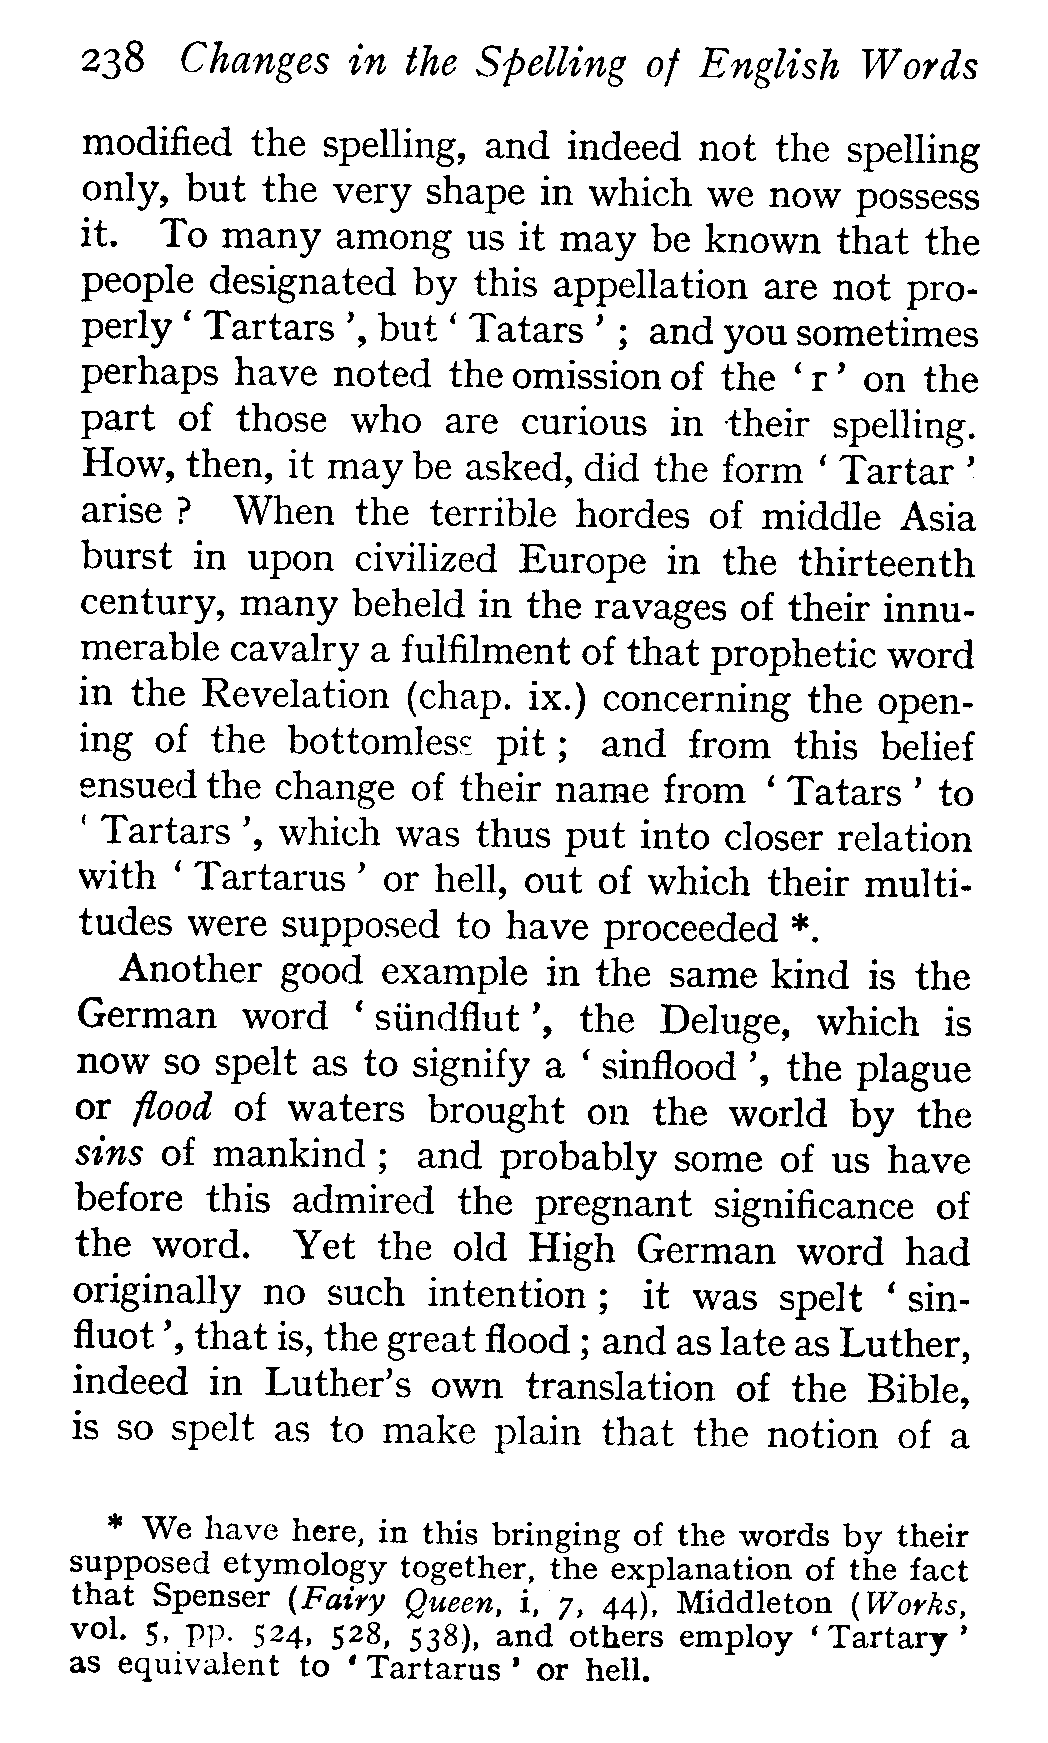 238 Changes in the Spelling of English Words
modified the spelling, and indeed not the spelling
only, but the very shape in which we now possess
it. To many among us it may be known that the
people designated by this appellation are not pro-
perly ‘ Tartars ’, but ‘ Tatars ’ ; and you sometimes
perhaps have noted the omission of the ‘ r ’ on the
part of those who are curious in their spelling.
How, then, it may be asked, did the form ‘ Tartar ’
arise ? When the terrible hordes of middle Asia
burst in upon civilized Europe in the thirteenth
century, many beheld in the ravages of their innu-
merable cavalry a fulfilment of that prophetic word
in the Revelation (chap. ix.) concerning the open-
ing of the bottomless pit ; and from this belief
ensued the change of their name from ‘ Tatars ’ to
‘ Tartars ’, which was thus put into closer relation
with ‘ Tartarus ’ or hell, out of which their multi-
tudes were supposed to have proceeded *.
Another good example in the same kind is the
German word ‘ sündflut ’, the Deluge, which is
now so spelt as to signify a ‘ sinflood ’, the plague
or flood of waters brought on the world by the
sins of mankind ; and probably some of us have
before this admired the pregnant significance of
the word. Yet the old High German word had
originally no such intention ; it was spelt ‘ sin-
fluot ’, that is, the great flood ; and as late as Luther,
indeed in Luther’s own translation of the Bible,
is so spelt as to make plain that the notion of a
* We have here, in this bringing of the words by their
supposed etymology together, the explanation of the fact
that Spenser (Fairy Queen, i, 7, 44), Middleton (Works,
vol. 5, pp. 524, 528, 538), and others employ ‘ Tartary ’
as equivalent to ‘ Tartarus ’ or hell.